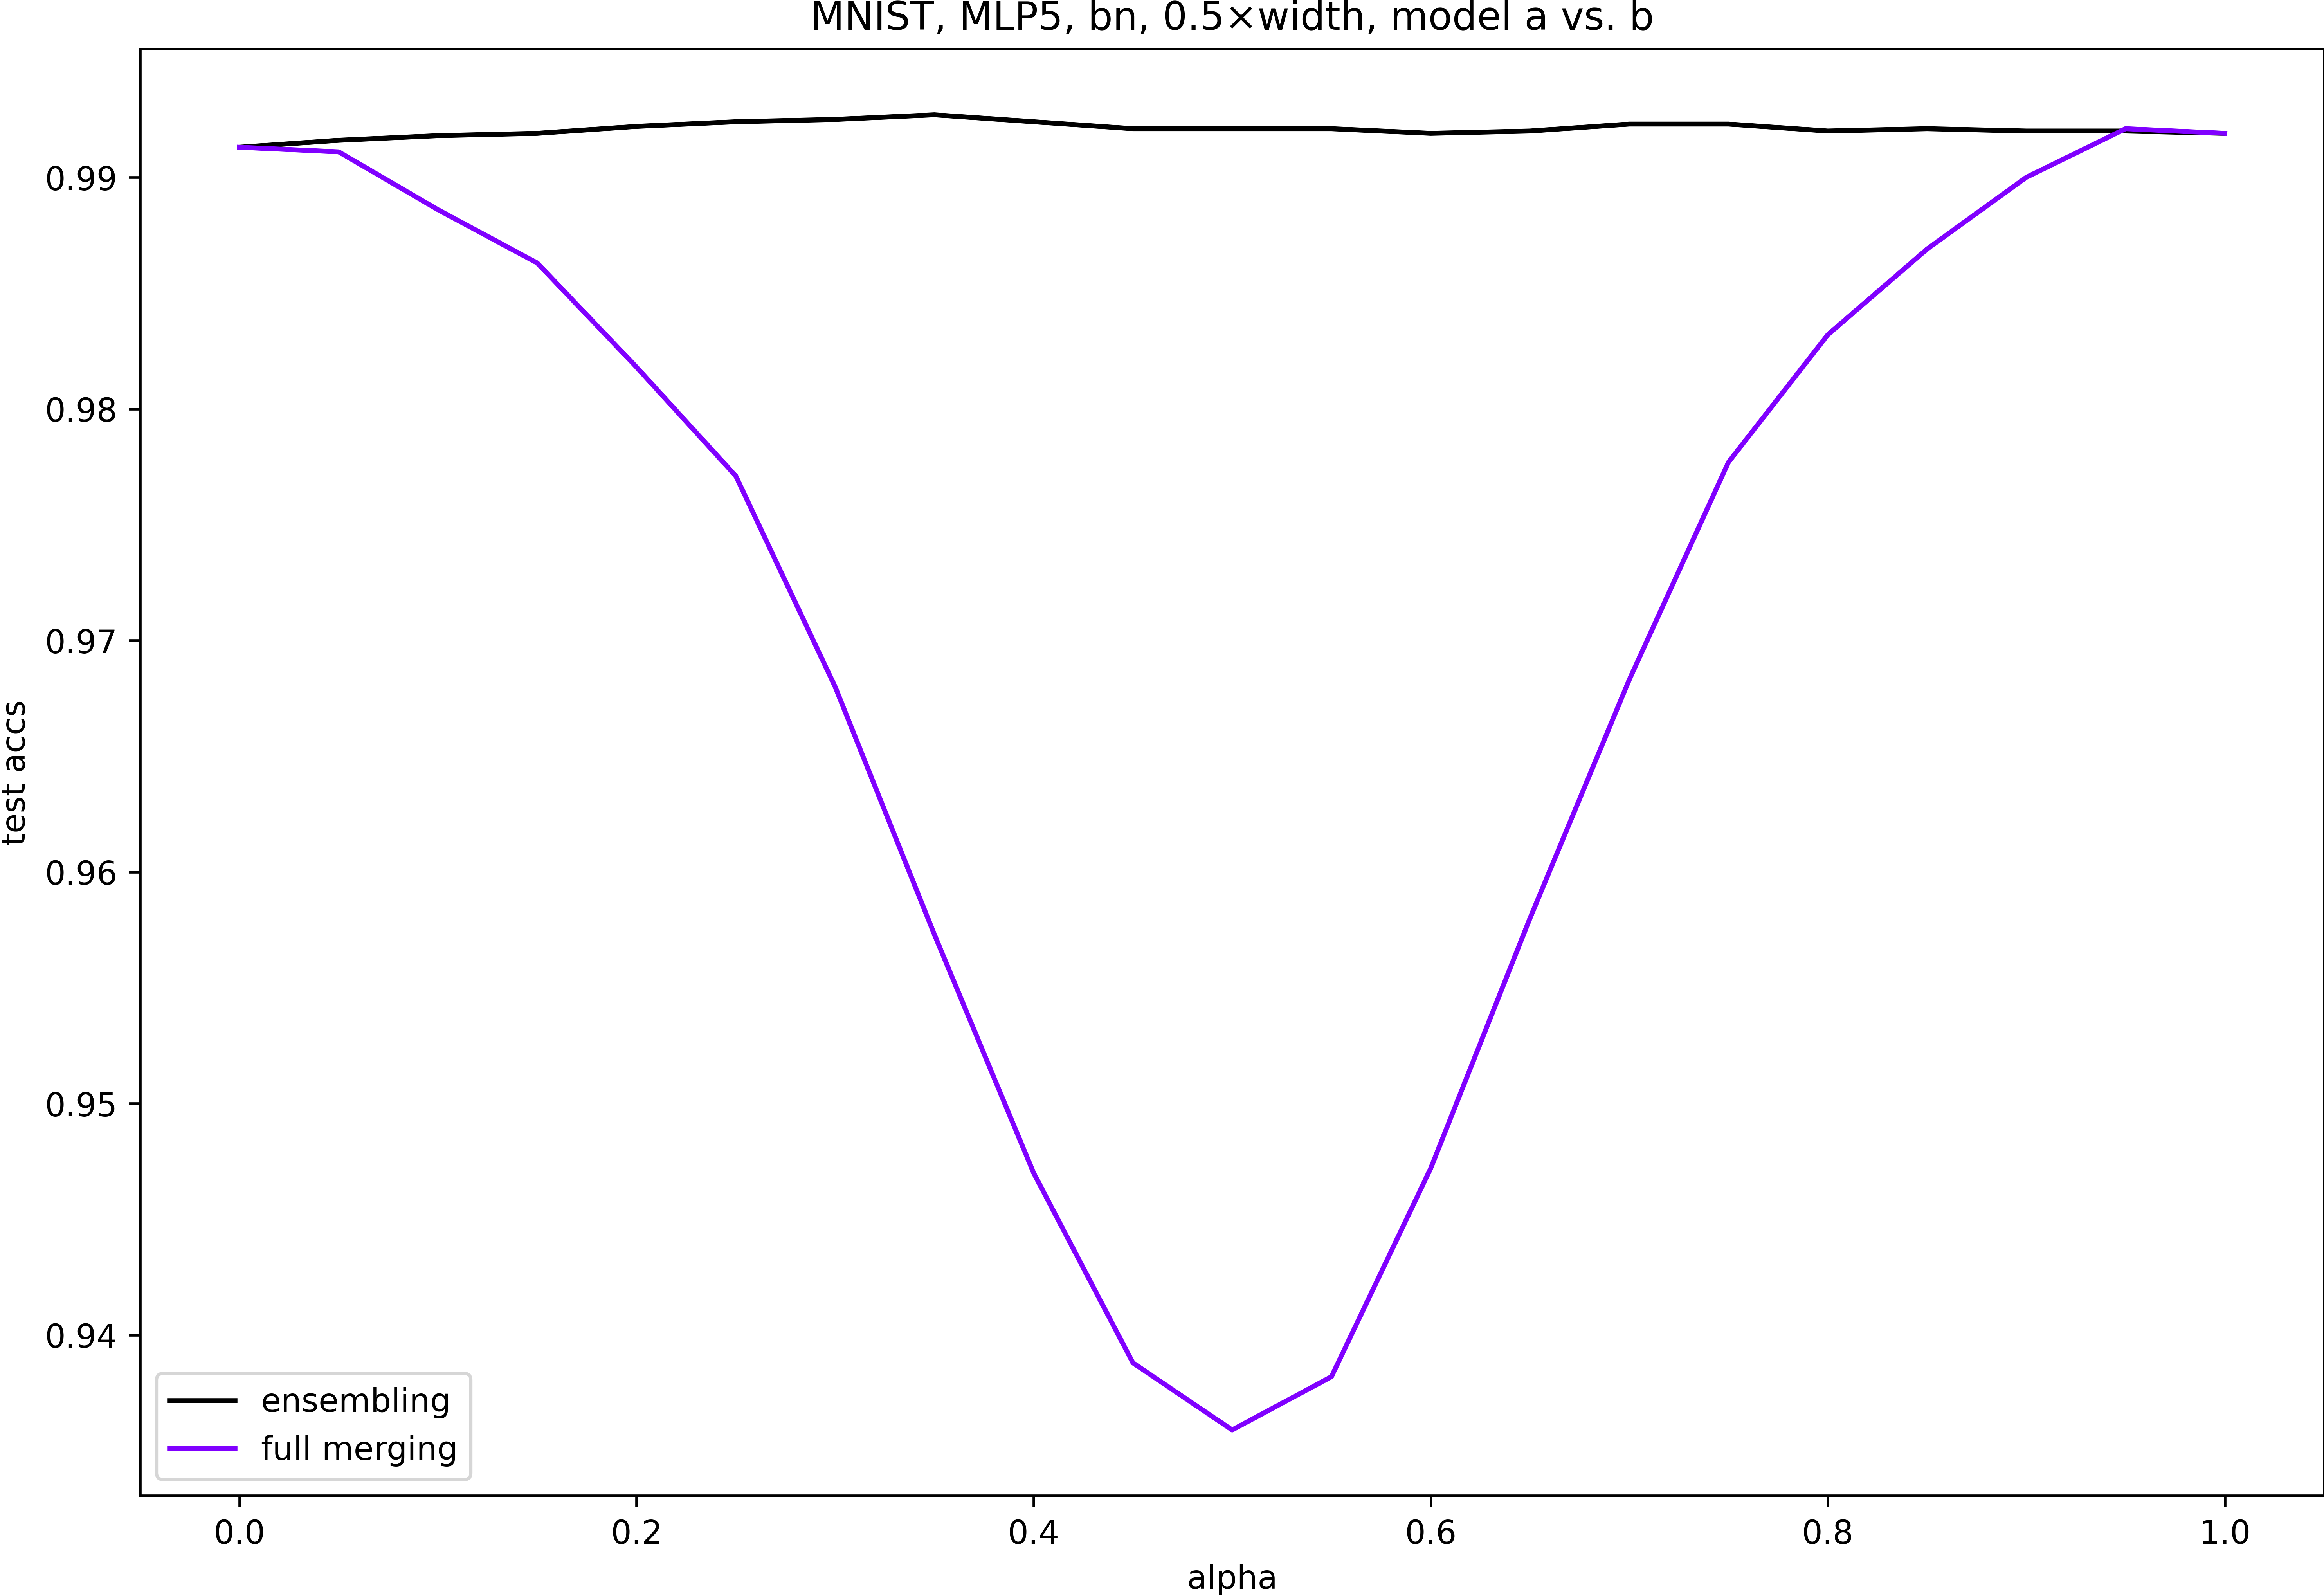 MNIST, MLP5, bn, 0.5×width, model a vs. b
0.99
0.98
0.97
0.96
0.95
0.94
test accs
ensembling
full merging
0.0 0.2 0.4 0.6 0.8 1.0
alpha